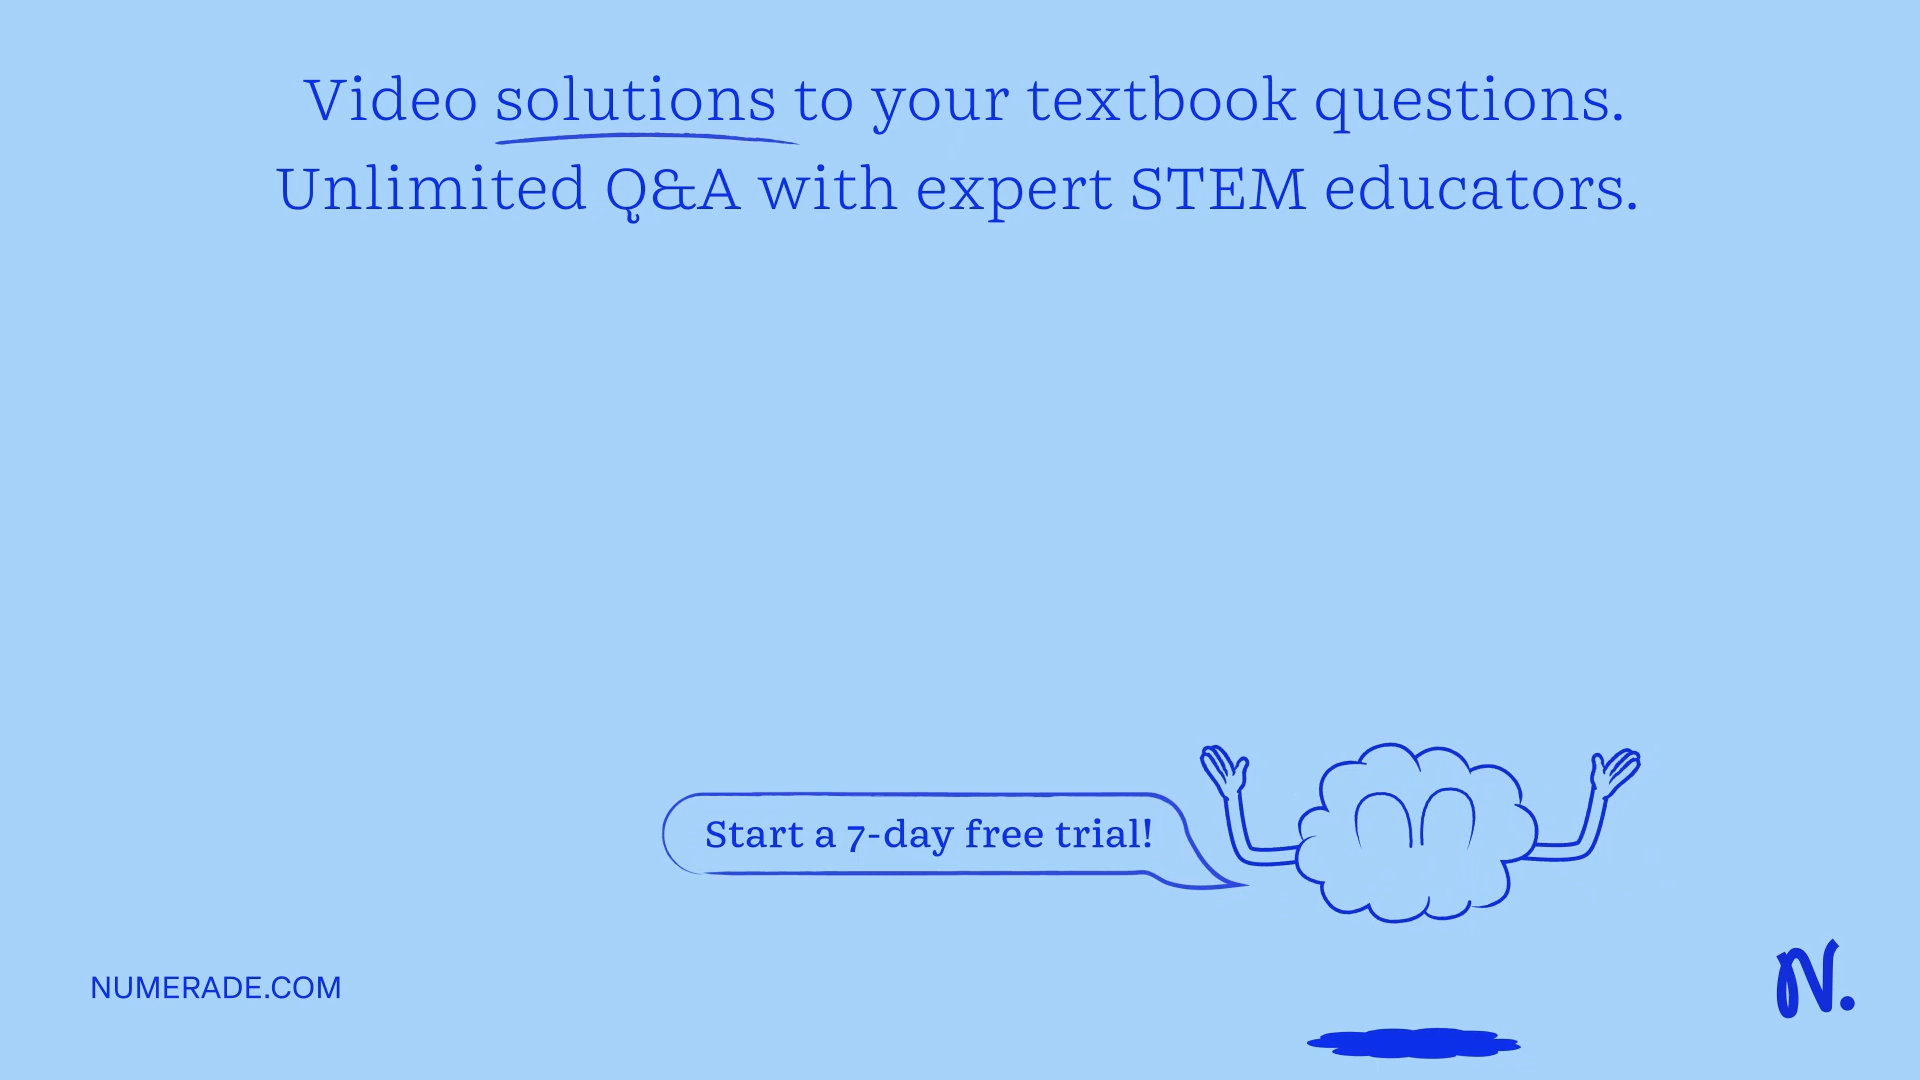 Video solutions to your textbook questions.
Unlimited Q&A with expert STEM educators.
Start a 7-day free trial!
NUMERADE.COM
N.